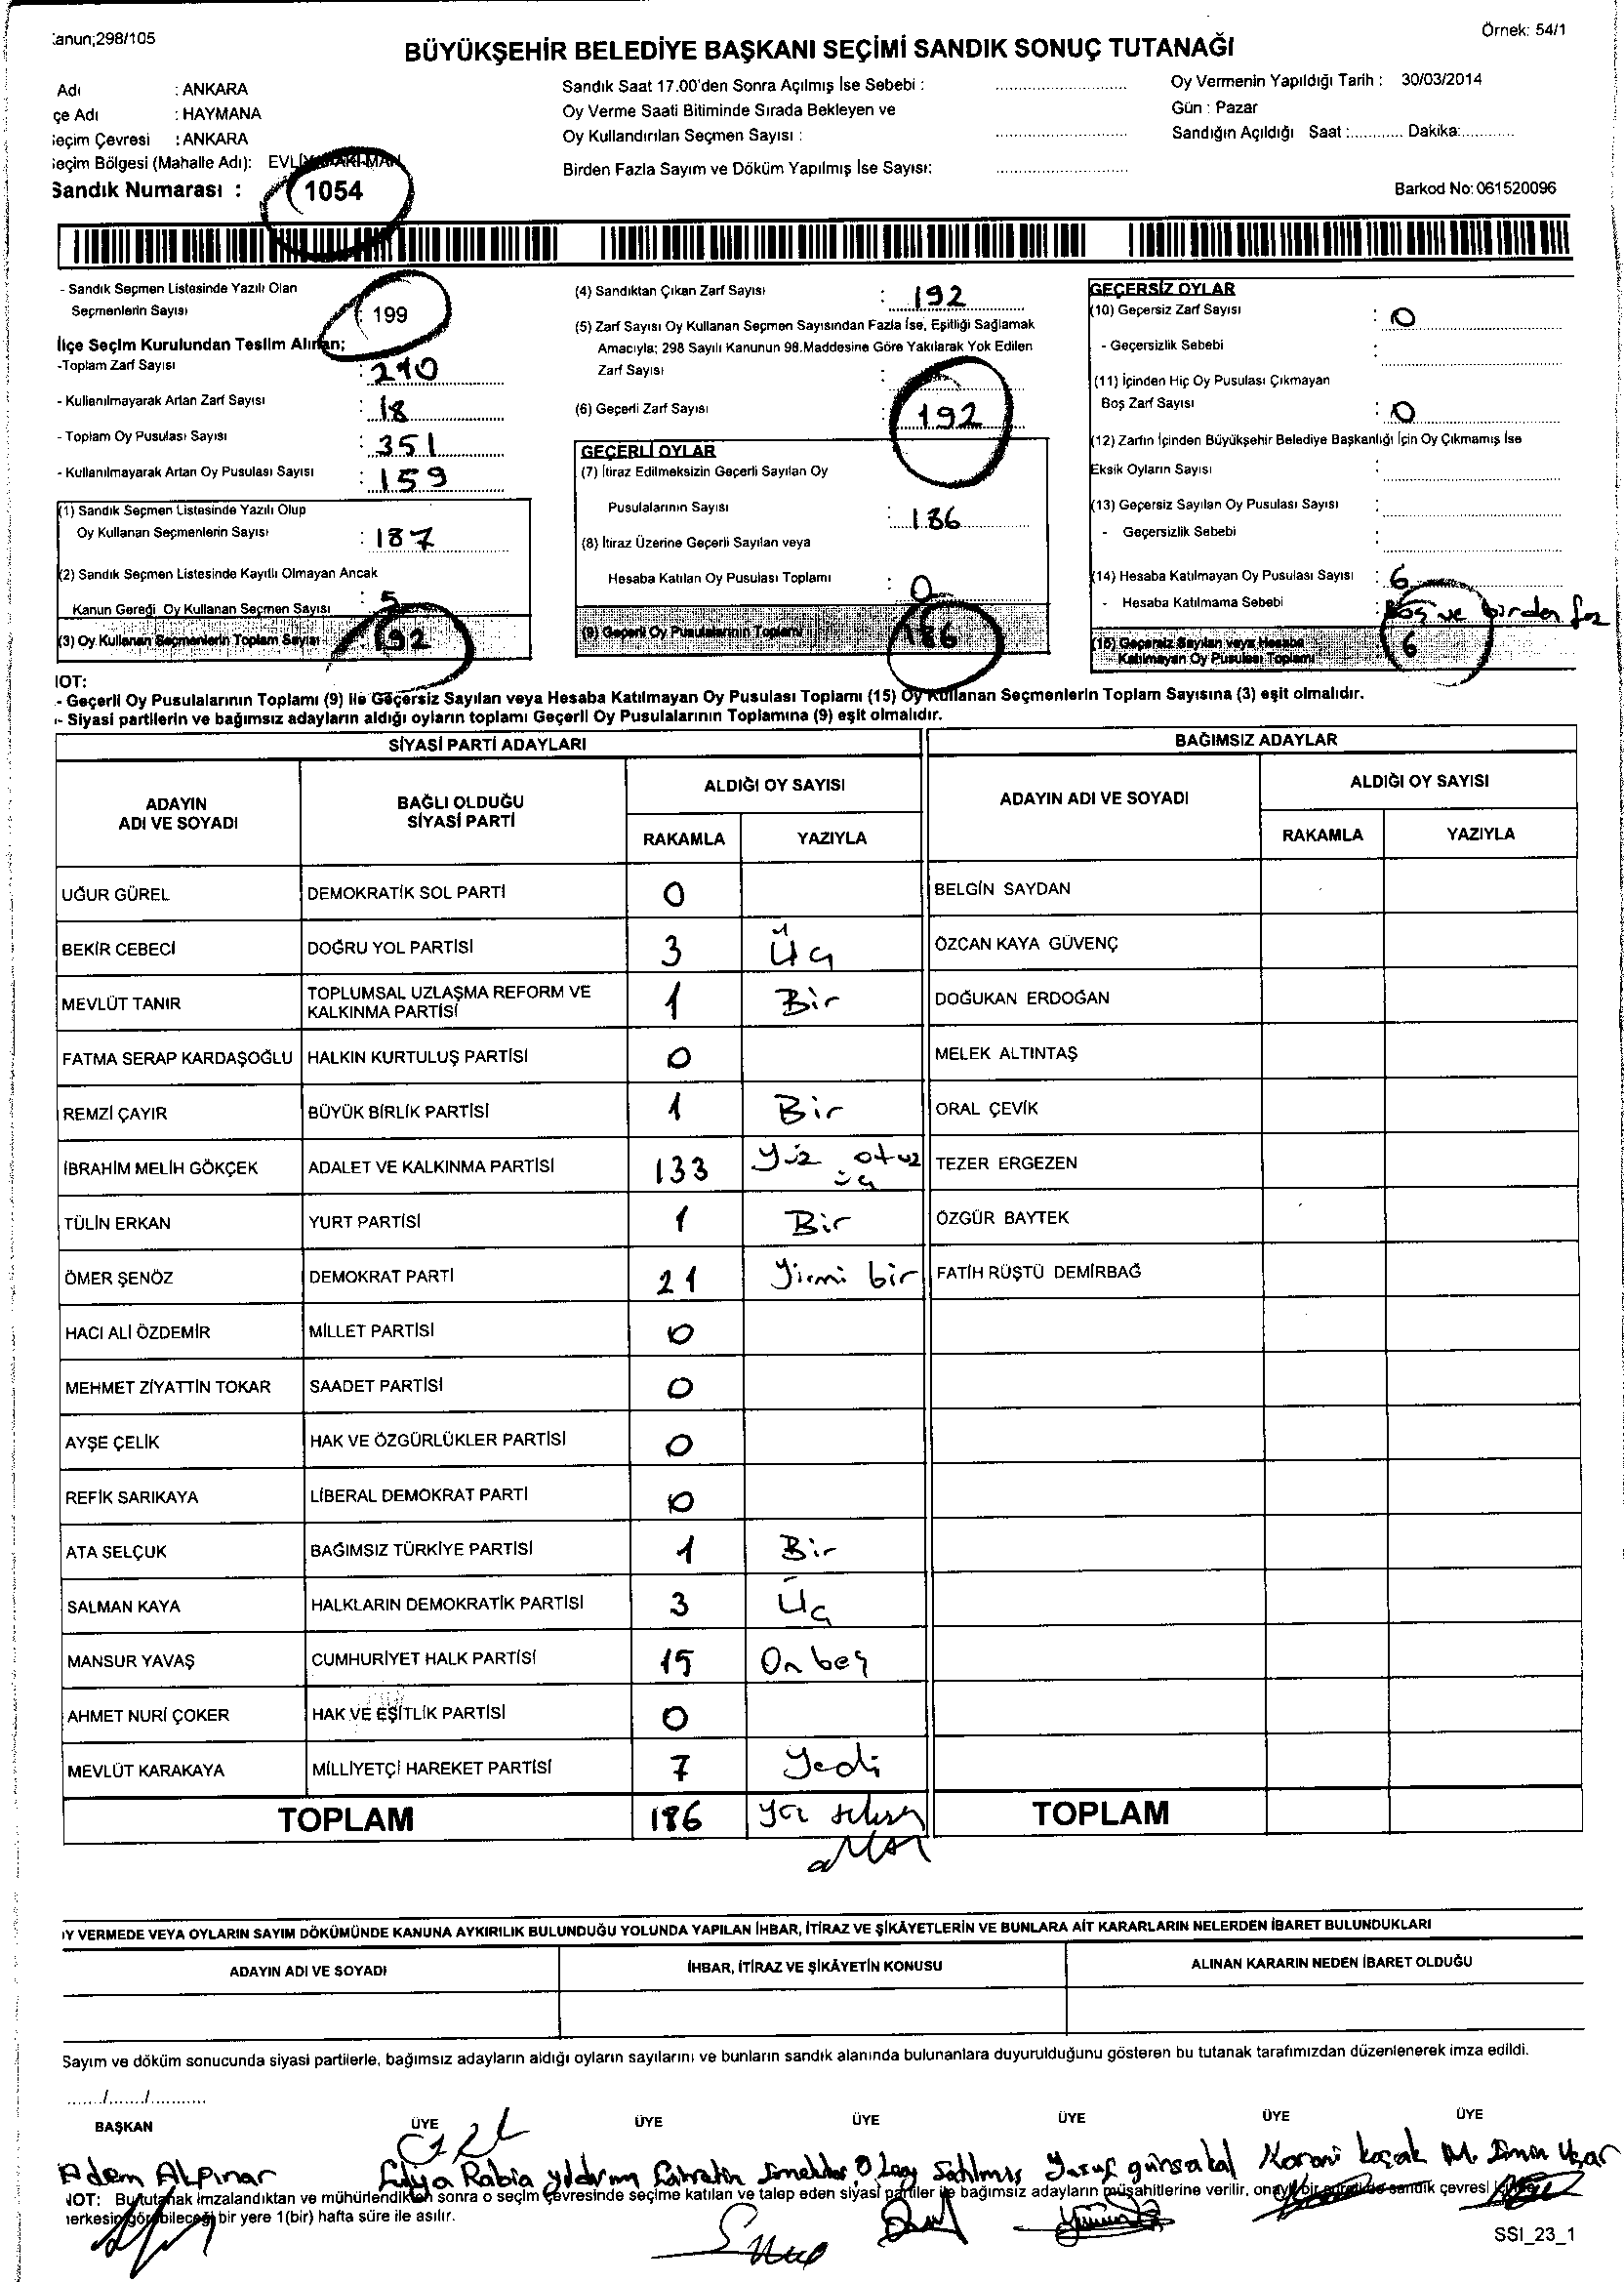 anun;298/105
Örnek: 54/1
BÜYÜKŞEHİR BELEDİYE BAŞKANI SEÇİMİ SANDIK SONUÇ TUTANAĞI
Adı : ANKARA
çe Adı : HAYMANA
eçim Çevresi : ANKARA
eçim Bölgesi (Mahalle Adı):
Sandık Numarası : 1054
Sandık Saat 17.00'den Sonra Açılmış İse Sebebi :
Oy Verme Saati Bitiminde Sırada Bekleyen ve
Oy Kullandırılan Seçmen Sayısı :
Birden Fazla Sayım ve Döküm Yapılmış İse Sayısı:
Oy Vermenin Yapıldığı Tarih : 30/03/2014
Gün : Pazar
Sandığın Açıldığı Saat :............ Dakika:............
Barkod No: 061520096
- Sandık Seçmen Listesinde Yazılı Olan
Seçmenlerin Sayısı : 199
İlçe Seçim Kurulundan Teslim Alınan;
-Toplam Zarf Sayısı : 210
- Kullanılmayarak Artan Zarf Sayısı : 18
- Toplam Oy Pusulası Sayısı : 351
- Kullanılmayarak Artan Oy Pusulası Sayısı : 159
(1) Sandık Seçmen Listesinde Yazılı Olup
Oy Kullanan Seçmenlerin Sayısı : 187
(2) Sandık Seçmen Listesinde Kayıtlı Olmayan Ancak
Kanun Gereği Oy Kullanan Seçmen Sayısı : 5
(3) Oy Kullanan Seçmenlerin Toplam Sayısı : 192
(4) Sandıktan Çıkan Zarf Sayısı : 192
(5) Zarf Sayısı Oy Kullanan Seçmen Sayısından Fazla İse, Eşitliği Sağlamak
Amacıyla; 298 Sayılı Kanunun 98.Maddesine Göre Yakılarak Yok Edilen
Zarf Sayısı :
(6) Geçerli Zarf Sayısı : 192
GEÇERLİ OYLAR
(7) İtiraz Edilmeksizin Geçerli Sayılan Oy
Pusulalarının Sayısı : 186
(8) İtiraz Üzerine Geçerli Sayılan veya
Hesaba Katılan Oy Pusulası Toplamı : 0
(9) Geçerli Oy Pusulalarının Toplamı 186
GEÇERSİZ OYLAR
(10) Geçersiz Zarf Sayısı : 0
- Geçersizlik Sebebi :
(11) İçinden Hiç Oy Pusulası Çıkmayan
Boş Zarf Sayısı : 0
(12) Zarfın İçinden Büyükşehir Belediye Başkanlığı İçin Oy Çıkmamış İse
Eksik Oyların Sayısı :
(13) Geçersiz Sayılan Oy Pusulası Sayısı :
- Geçersizlik Sebebi :
(14) Hesaba Katılmayan Oy Pusulası Sayısı : 6
- Hesaba Katılmama Sebebi : Boş ve birden faz
(15) Geçersiz Sayılan veya Hesaba
Katılmayan Oy Pusulası Toplamı 6
IOT:
- Geçerli Oy Pusulalarının Toplamı (9) ile Geçersiz Sayılan veya Hesaba Katılmayan Oy Pusulası Toplamı (15) Oy Kullanan Seçmenlerin Toplam Sayısına (3) eşit olmalıdır.
- Siyasi partilerin ve bağımsız adayların aldığı oyların toplamı Geçerli Oy Pusulalarının Toplamına (9) eşit olmalıdır.
SİYASİ PARTİ ADAYLARI BAĞIMSIZ ADAYLAR
ADAYIN ADI VE SOYADI BAĞLI OLDUĞU SİYASİ PARTİ ALDIĞI OY SAYISI ADAYIN ADI VE SOYADI ALDIĞI OY SAYISI
RAKAMLA YAZIYLA RAKAMLA YAZIYLA
UĞUR GÜREL DEMOKRATİK SOL PARTİ 0 BELGİN SAYDAN
BEKİR CEBECİ DOĞRU YOL PARTİSİ 3 Üç ÖZCAN KAYA GÜVENÇ
MEVLÜT TANIR TOPLUMSAL UZLAŞMA REFORM VE KALKINMA PARTİSİ 1 Bir DOĞUKAN ERDOĞAN
FATMA SERAP KARDAŞOĞLU HALKIN KURTULUŞ PARTİSİ 0 MELEK ALTINTAŞ
REMZİ ÇAYIR BÜYÜK BİRLİK PARTİSİ 1 Bir ORAL ÇEVİK
İBRAHİM MELİH GÖKÇEK ADALET VE KALKINMA PARTİSİ 133 Yüz otuz üç TEZER ERGEZEN
TÜLİN ERKAN YURT PARTİSİ 1 Bir ÖZGÜR BAYTEK
ÖMER ŞENÖZ DEMOKRAT PARTİ 21 Yirmi bir FATİH RÜŞTÜ DEMİRBAĞ
HACI ALİ ÖZDEMİR MİLLET PARTİSİ 0
MEHMET ZİYATTİN TOKAR SAADET PARTİSİ 0
AYŞE ÇELİK HAK VE ÖZGÜRLÜKLER PARTİSİ 0
REFİK SARIKAYA LİBERAL DEMOKRAT PARTİ 0
ATA SELÇUK BAĞIMSIZ TÜRKİYE PARTİSİ 1 Bir
SALMAN KAYA HALKLARIN DEMOKRATİK PARTİSİ 3 Üç
MANSUR YAVAŞ CUMHURİYET HALK PARTİSİ 15 On beş
AHMET NURİ ÇOKER HAK VE EŞİTLİK PARTİSİ 0
MEVLÜT KARAKAYA MİLLİYETÇİ HAREKET PARTİSİ 7 Yedi
TOPLAM 186 Yüz seksen altı TOPLAM
Y VERMEDE VEYA OYLARIN SAYIM DÖKÜMÜNDE KANUNA AYKIRILIK BULUNDUĞU YOLUNDA YAPILAN İHBAR, İTİRAZ VE ŞİKÂYETLERİN VE BUNLARA AİT KARARLARIN NELERDEN İBARET BULUNDUKLARI
ADAYIN ADI VE SOYADI İHBAR, İTİRAZ VE ŞİKÂYETİN KONUSU ALINAN KARARIN NEDEN İBARET OLDUĞU
Sayım ve döküm sonucunda siyasi partilerle, bağımsız adayların aldığı oyların sayılarını ve bunların sandık alanında bulunanlara duyurulduğunu gösteren bu tutanak tarafımızdan düzenlenerek imza edildi.
....../......./............
BAŞKAN ÜYE ÜYE ÜYE ÜYE ÜYE ÜYE
Adem ALpınar Rabia Yıldırım Satılmış Yusuf gürsakal koçak M. Emin Uçar
IOT: Bu tutanak imzalandıktan ve mühürlendikten sonra o seçim çevresinde seçime katılan ve talep eden siyasi partiler ile bağımsız adayların müşahitlerine verilir, onaylı bir sandık çevresi
erkesin görebileceği bir yere 1(bir) hafta süre ile asılır.
SSI_23_1